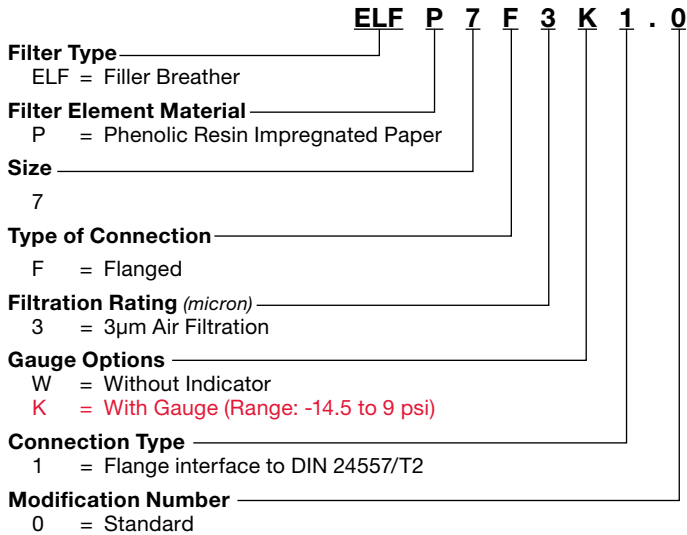 ELF P 7 F 3 K 1 . 0
Filter Type
ELF = Filler Breather
Filter Element Material
P = Phenolic Resin Impregnated Paper
Size
7
Type of Connection
F = Flanged
Filtration Rating (micron)
3 = 3µm Air Filtration
Gauge Options
W = Without Indicator
K = With Gauge (Range: -14.5 to 9 psi)
Connection Type
1 = Flange interface to DIN 24557/T2
Modification Number
0 = Standard